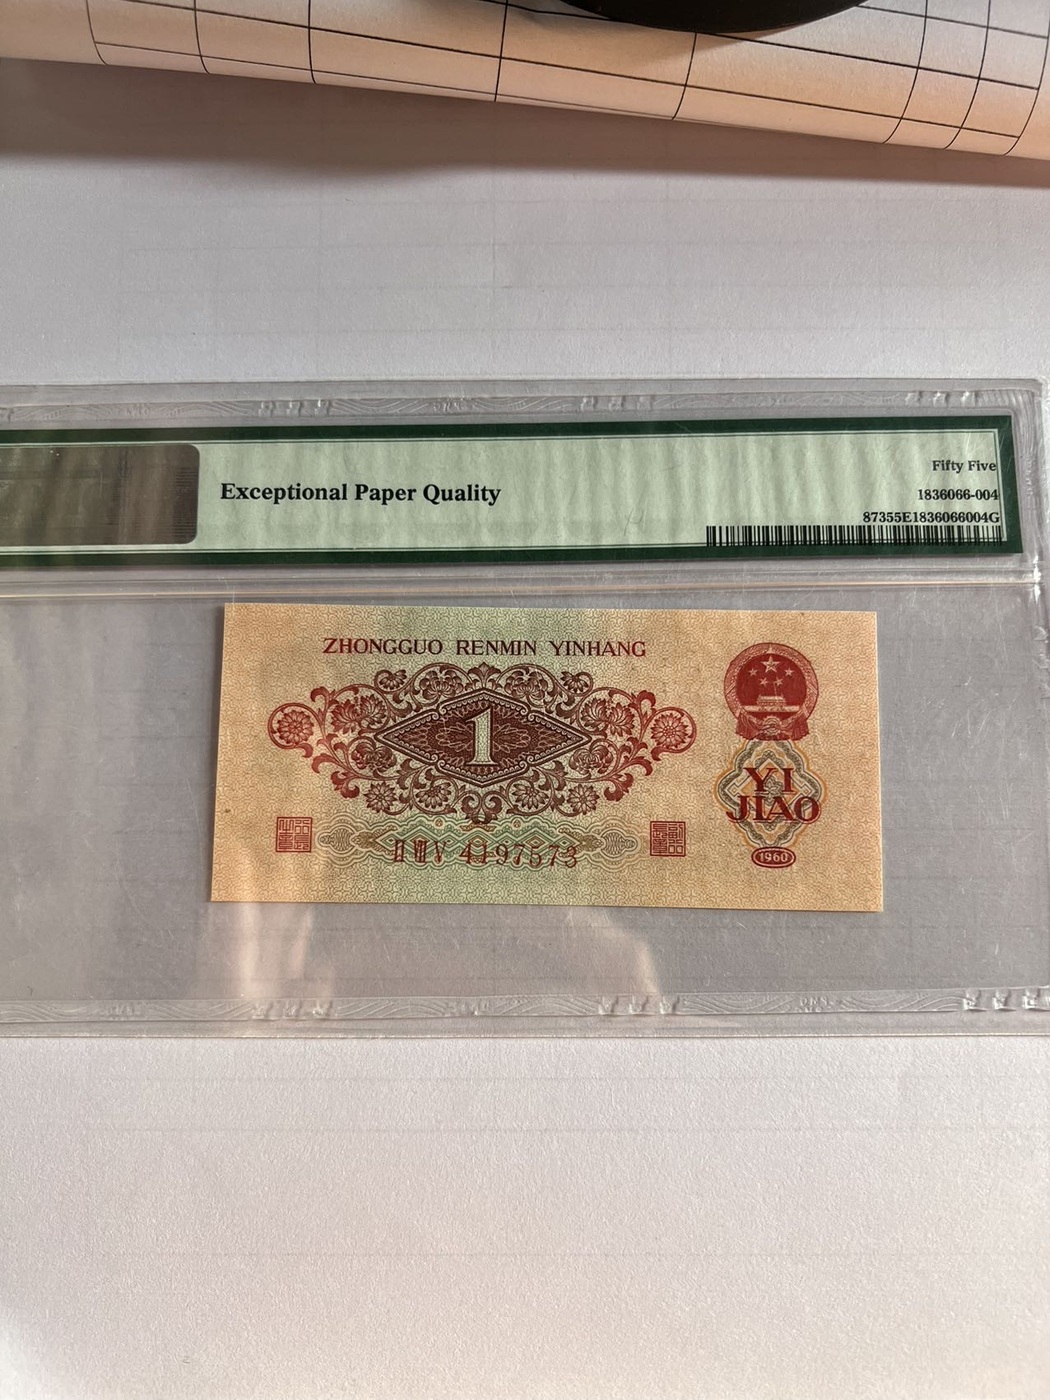 Exceptional Paper Quality
Fifty Five
1836066-004
87355E1836066004G
ZHONGGUO RENMIN YINHANG
1
YI
JIAO
1960
II VIII V 4197573